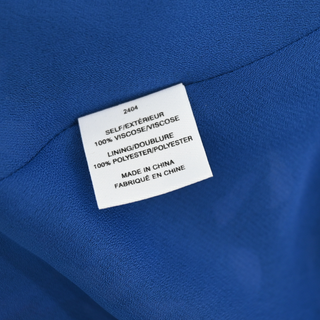 2404
SELF/EXTÉRIEUR
100% VISCOSE/VISCOSE
LINING/DOUBLURE
100% POLYESTER/POLYESTER
MADE IN CHINA
FABRIQUÉ EN CHINE